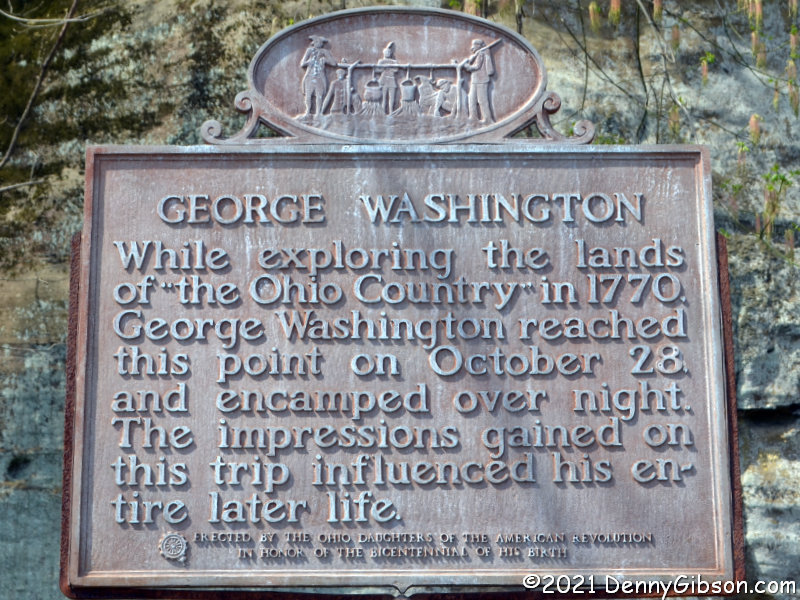 GEORGE WASHINGTON
While exploring the lands
of "the Ohio Country" in 1770,
George Washington reached
this point on October 28,
and encamped over night.
The impressions gained on
this trip influenced his en-
tire later life.
ERECTED BY THE OHIO DAUGHTERS OF THE AMERICAN REVOLUTION
IN HONOR OF THE BICENTENNIAL OF HIS BIRTH
©2021 DennyGibson.com